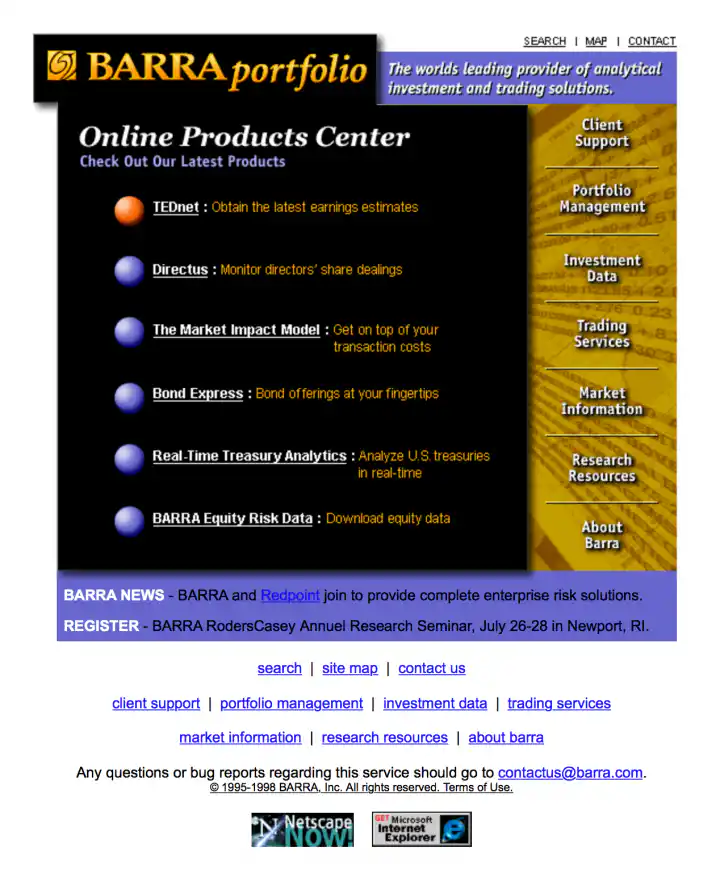 SEARCH | MAP | CONTACT
BARRA portfolio
The worlds leading provider of analytical
investment and trading solutions.
Online Products Center
Check Out Our Latest Products
TEDnet : Obtain the latest earnings estimates
Directus : Monitor directors' share dealings
The Market Impact Model : Get on top of your
transaction costs
Bond Express : Bond offerings at your fingertips
Real-Time Treasury Analytics : Analyze U.S. treasuries
in real-time
BARRA Equity Risk Data : Download equity data
Client
Support
Portfolio
Management
Investment
Data
Trading
Services
Market
Information
Research
Resources
About
Barra
BARRA NEWS - BARRA and Redpoint join to provide complete enterprise risk solutions.
REGISTER - BARRA RodersCasey Annuel Research Seminar, July 26-28 in Newport, RI.
search | site map | contact us
client support | portfolio management | investment data | trading services
market information | research resources | about barra
Any questions or bug reports regarding this service should go to contactus@barra.com.
© 1995-1998 BARRA, Inc. All rights reserved. Terms of Use.
Netscape
NOW!
GET Microsoft
Internet
Explorer